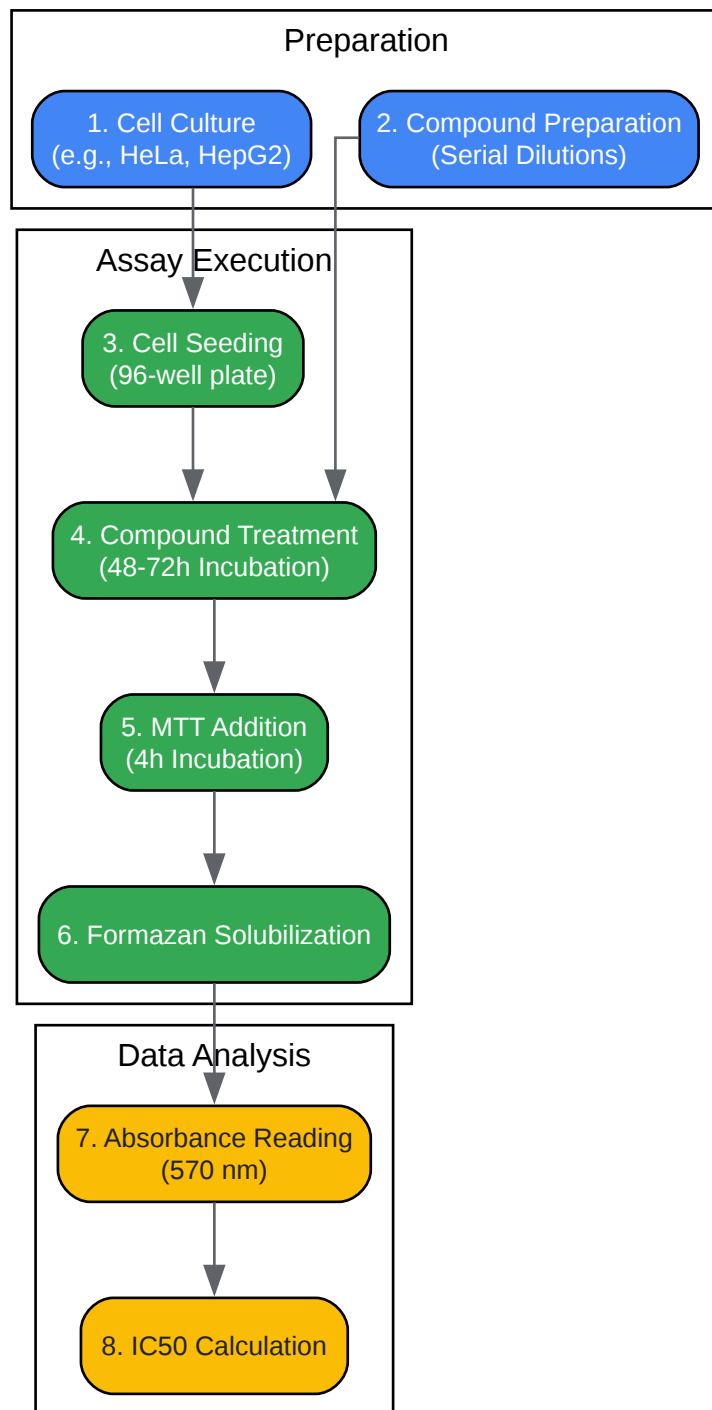 Preparation
1. Cell Culture
(e.g., HeLa, HepG2)
2. Compound Preparation
(Serial Dilutions)
Assay Execution
3. Cell Seeding
(96-well plate)
4. Compound Treatment
(48-72h Incubation)
5. MTT Addition
(4h Incubation)
6. Formazan Solubilization
Data Analysis
7. Absorbance Reading
(570 nm)
8. IC50 Calculation